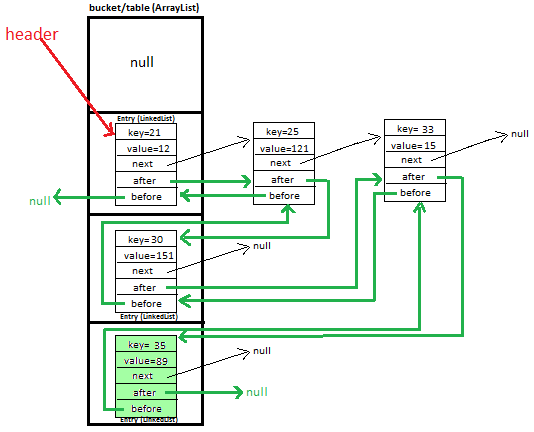 bucket/table (ArrayList)
header
null
Entry (LinkedList)
key=21
value=12
next
after
before
null
key=25
value=121
next
after
before
key= 33
value= 15
next
after
before
null
key=30
value=151
next
after
before
null
Entry (LinkedList)
key= 35
value=89
next
after
before
null
null
Entry (LinkedList)